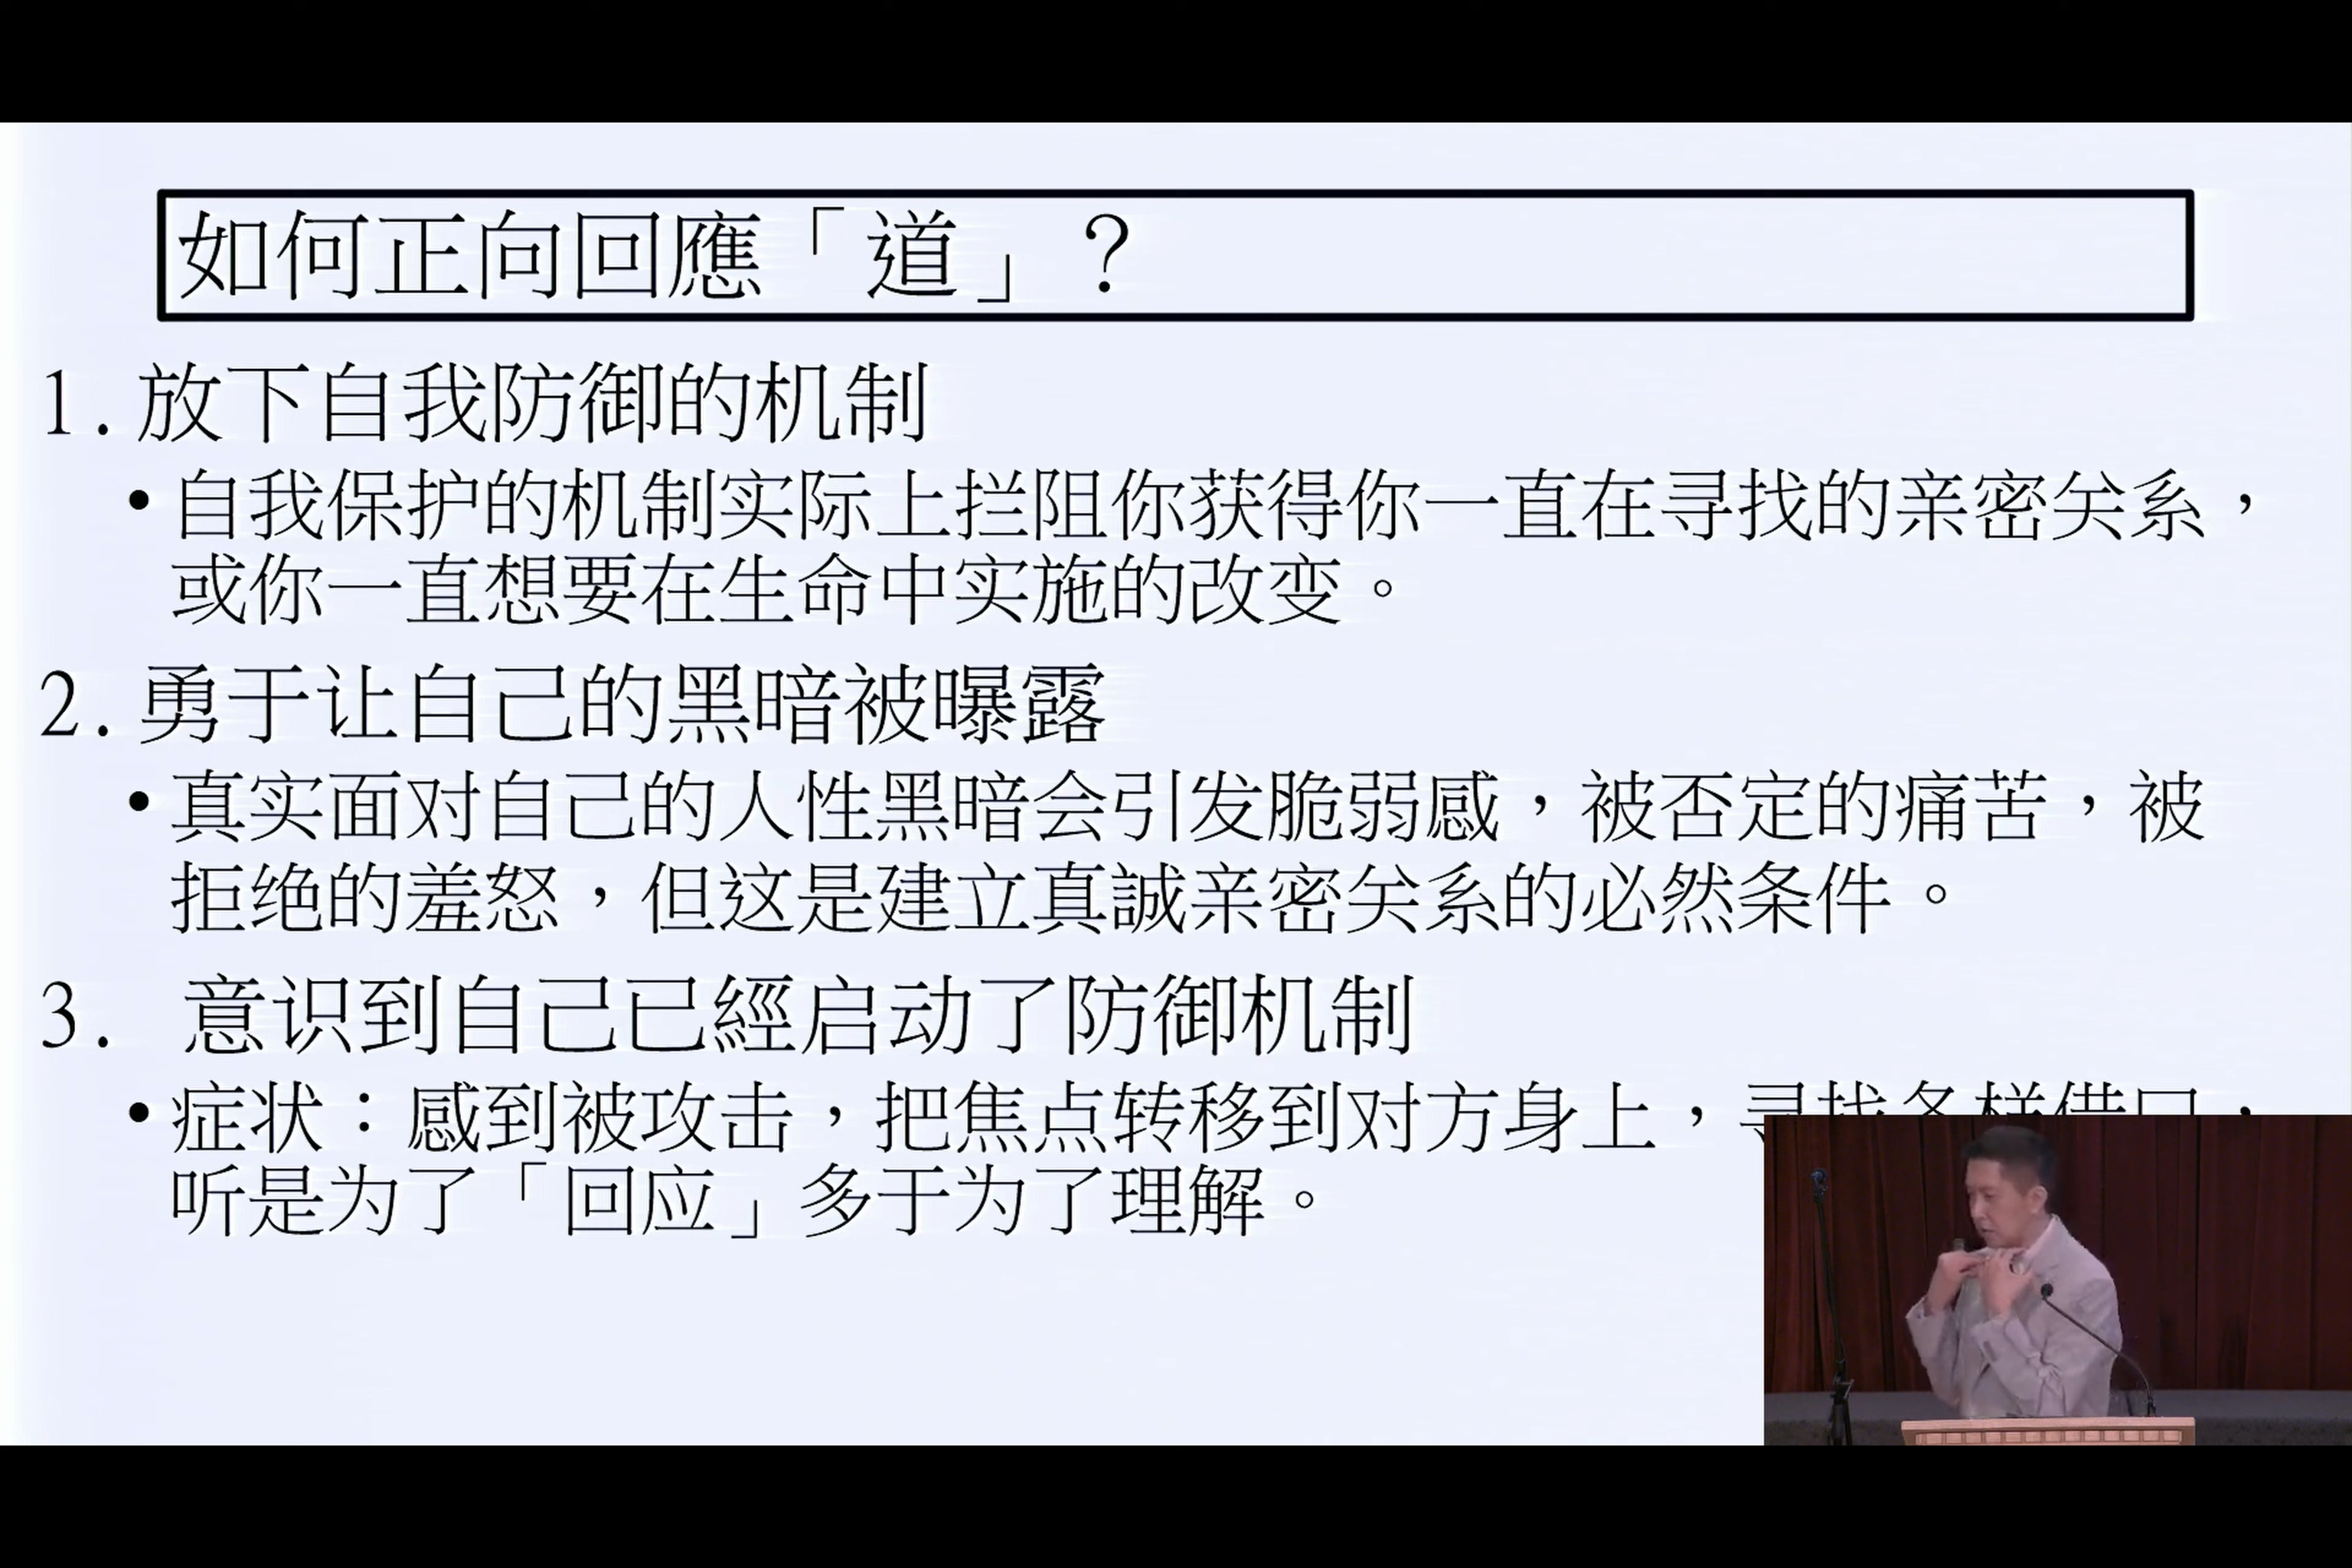 如何正向回應「道」？
1. 放下自我防御的机制
• 自我保护的机制实际上拦阻你获得你一直在寻找的亲密关系，
或你一直想要在生命中实施的改变。
2. 勇于让自己的黑暗被曝露
• 真实面对自己的人性黑暗会引发脆弱感，被否定的痛苦，被
拒绝的羞怒，但这是建立真誠亲密关系的必然条件。
3. 意识到自己已經启动了防御机制
• 症状：感到被攻击，把焦点转移到对方身上，
听是为了「回应」多于为了理解。